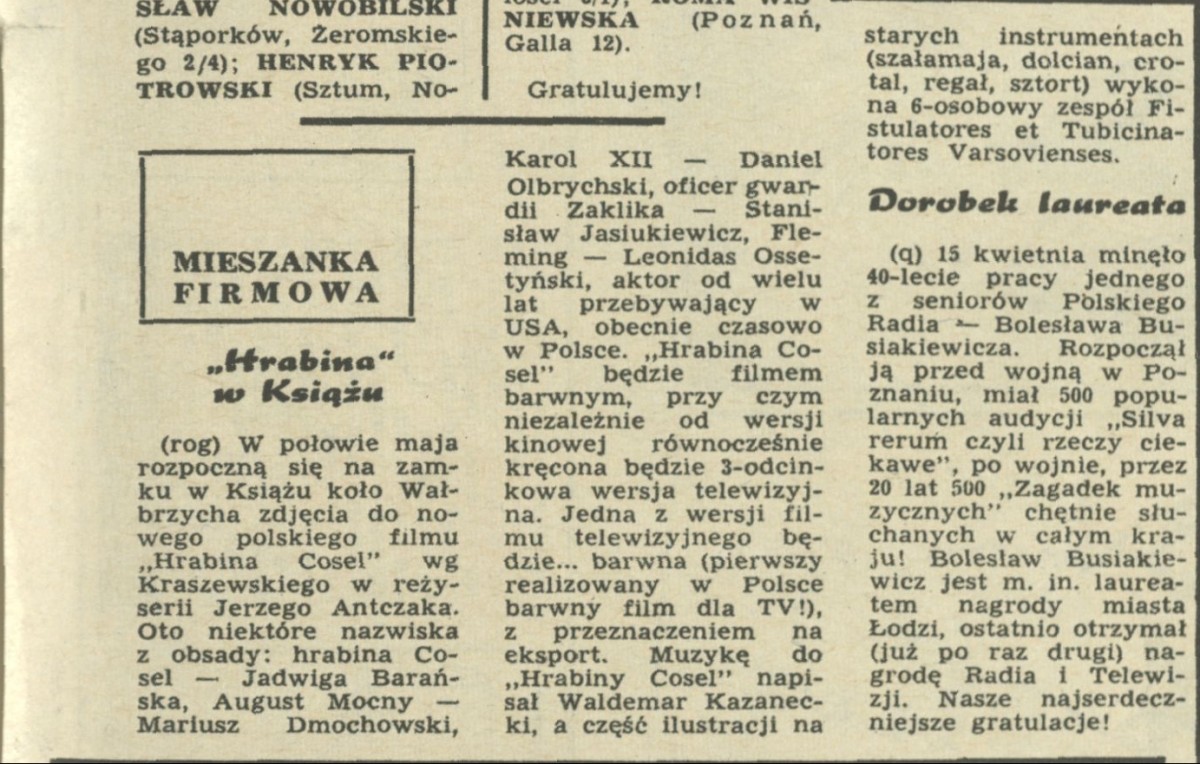 SŁAW NOWOBILSKI
(Stąporków, Żeromskie-
go 2/4); HENRYK PIO-
TROWSKI (Sztum, No-
NIEWSKA (Poznań,
Galla 12).
Gratulujemy!
MIESZANKA
FIRMOWA
„Hrabina“
w Książu
(rog) W połowie maja
rozpoczną się na zam-
ku w Książu koło Wał-
brzycha zdjęcia do no-
wego polskiego filmu
„Hrabina Cosel” wg
Kraszewskiego w reży-
serii Jerzego Antczaka.
Oto niektóre nazwiska
z obsady: hrabina Co-
sel — Jadwiga Barań-
ska, August Mocny —
Mariusz Dmochowski,
Karol XII — Daniel
Olbrychski, oficer gwar-
dii Zaklika — Stani-
sław Jasiukiewicz, Fle-
ming — Leonidas Osse-
tyński, aktor od wielu
lat przebywający w
USA, obecnie czasowo
w Polsce. „Hrabina Co-
sel” będzie filmem
barwnym, przy czym
niezależnie od wersji
kinowej równocześnie
kręcona będzie 3-odcin-
kowa wersja telewizyj-
na. Jedna z wersji fil-
mu telewizyjnego bę-
dzie... barwna (pierwszy
realizowany w Polsce
barwny film dla TV!),
z przeznaczeniem na
eksport. Muzykę do
„Hrabiny Cosel” napi-
sał Waldemar Kazanec-
ki, a część ilustracji na
starych instrumentach
(szałamaja, dolcian, cro-
tal, regał, sztort) wyko-
na 6-osobowy zespół Fi-
stulatores et Tubicina-
tores Varsovienses.
Dorobek laureata
(q) 15 kwietnia minęło
40-lecie pracy jednego
z seniorów Polskiego
Radia — Bolesława Bu-
siakiewicza. Rozpoczął
ją przed wojną w Po-
znaniu, miał 500 popu-
larnych audycji „Silva
rerum czyli rzeczy cie-
kawe”, po wojnie, przez
20 lat 500 „Zagadek mu-
zycznych” chętnie słu-
chanych w całym kra-
ju! Bolesław Busiakie-
wicz jest m. in. laurea-
tem nagrody miasta
Łodzi, ostatnio otrzymał
(już po raz drugi) na-
grodę Radia i Telewi-
zji. Nasze najserdecz-
niejsze gratulacje!